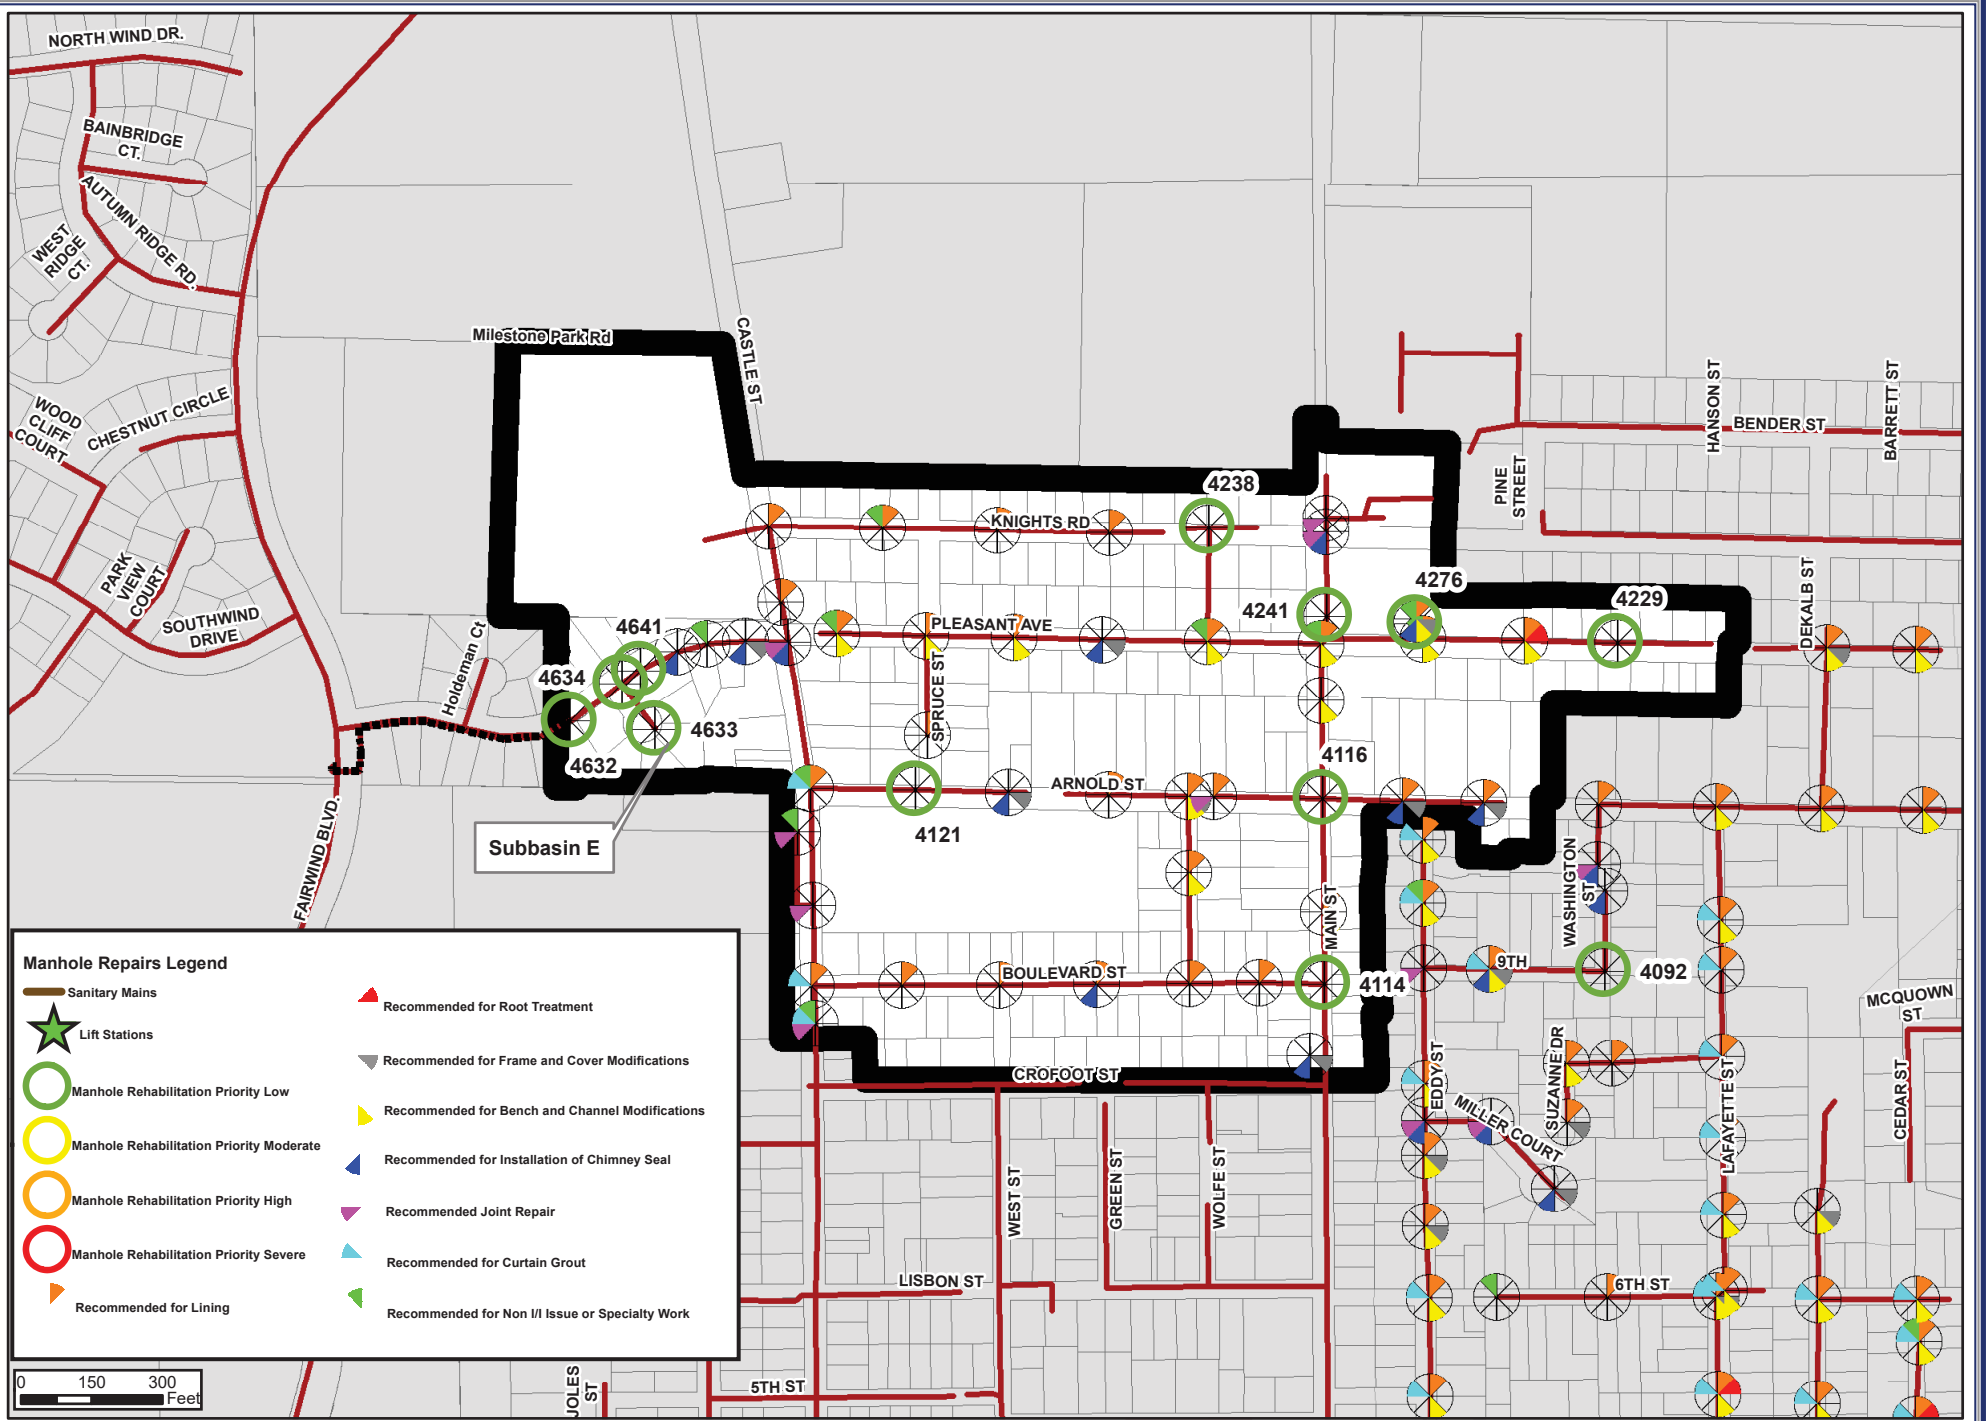 NORTH WIND DR.
BAINBRIDGE
CT.
AUTUMN RIDGE RD.
WEST
RIDGE
CT.
Milestone Park Rd
CASTLE ST
WOOD
CLIFF
COURT
CHESTNUT CIRCLE
PARK
VIEW
COURT
SOUTHWIND
DRIVE
Holdeman Ct
FAIRWIND BLVD.
HANSON ST
BENDER ST
BARRETT ST
PINE
STREET
DEKALB ST
4238
KNIGHTS RD
4276
4241
4229
4641
PLEASANT AVE
SPRUCE ST
4634
4633
4632
4116
ARNOLD ST
4121
Subbasin E
MAIN ST
WASHINGTON
ST
BOULEVARD ST
4114
9TH
4092
MCQUOWN
ST
CROFOOT ST
EDDY ST
SUZANNE DR
MILLER COURT
LAFAYETTE ST
CEDAR ST
WEST ST
GREEN ST
WOLFE ST
LISBON ST
6TH ST
JOLES
ST
5TH ST
Manhole Repairs Legend
Sanitary Mains
Lift Stations
Manhole Rehabilitation Priority Low
Manhole Rehabilitation Priority Moderate
Manhole Rehabilitation Priority High
Manhole Rehabilitation Priority Severe
Recommended for Lining
Recommended for Root Treatment
Recommended for Frame and Cover Modifications
Recommended for Bench and Channel Modifications
Recommended for Installation of Chimney Seal
Recommended Joint Repair
Recommended for Curtain Grout
Recommended for Non I/I Issue or Specialty Work
0 150 300
Feet